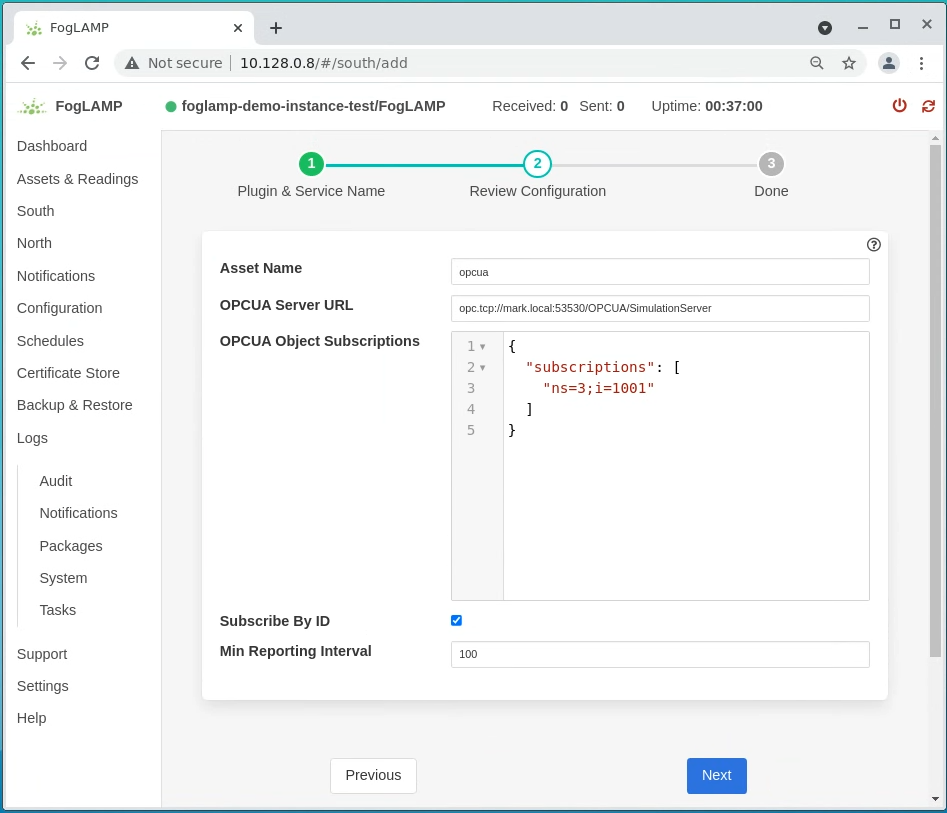 FogLAMP
Not secure 10.128.0.8/#/south/add
FogLAMP foglamp-demo-instance-test/FogLAMP Received: 0 Sent: 0 Uptime: 00:37:00
Dashboard
Assets & Readings
South
North
Notifications
Configuration
Schedules
Certificate Store
Backup & Restore
Logs
Audit
Notifications
Packages
System
Tasks
Support
Settings
Help
1 2 3
Plugin & Service Name Review Configuration Done
Asset Name opcua
OPCUA Server URL opc.tcp://mark.local:53530/OPCUA/SimulationServer
OPCUA Object Subscriptions
1 {
2 "subscriptions": [
3 "ns=3;i=1001"
4 ]
5 }
Subscribe By ID
Min Reporting Interval 100
Previous Next